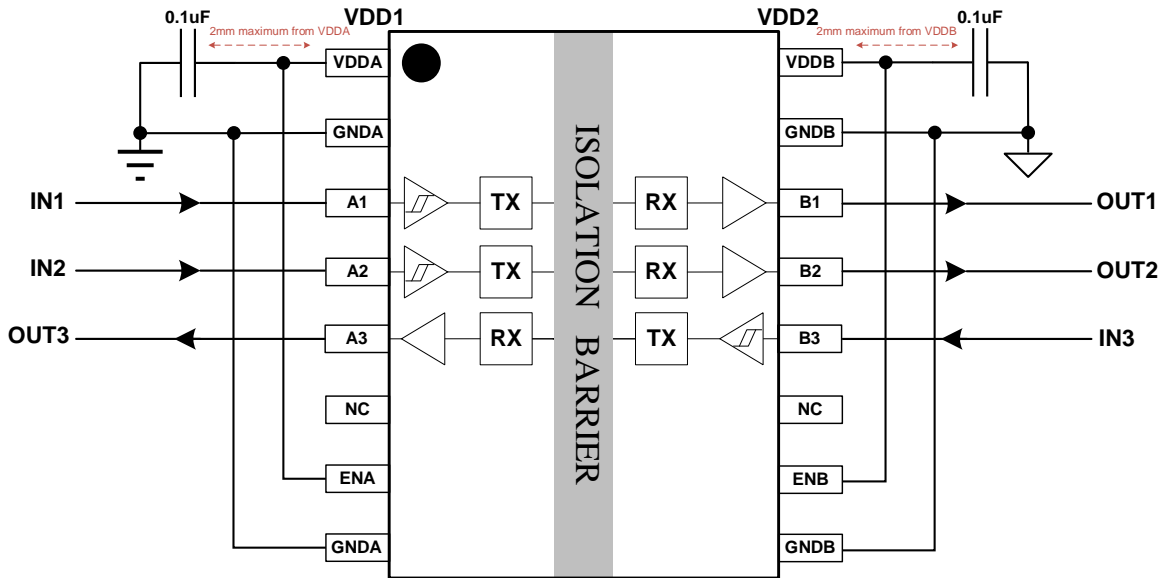 0.1uF
VDD1
VDD2
0.1uF
2mm maximum from VDDA
2mm maximum from VDDB
VDDA
VDDB
GNDA
GNDB
IN1
A1
TX
RX
B1
OUT1
IN2
A2
TX
RX
B2
OUT2
OUT3
A3
RX
TX
B3
IN3
ISOLATION BARRIER
NC
NC
ENA
ENB
GNDA
GNDB